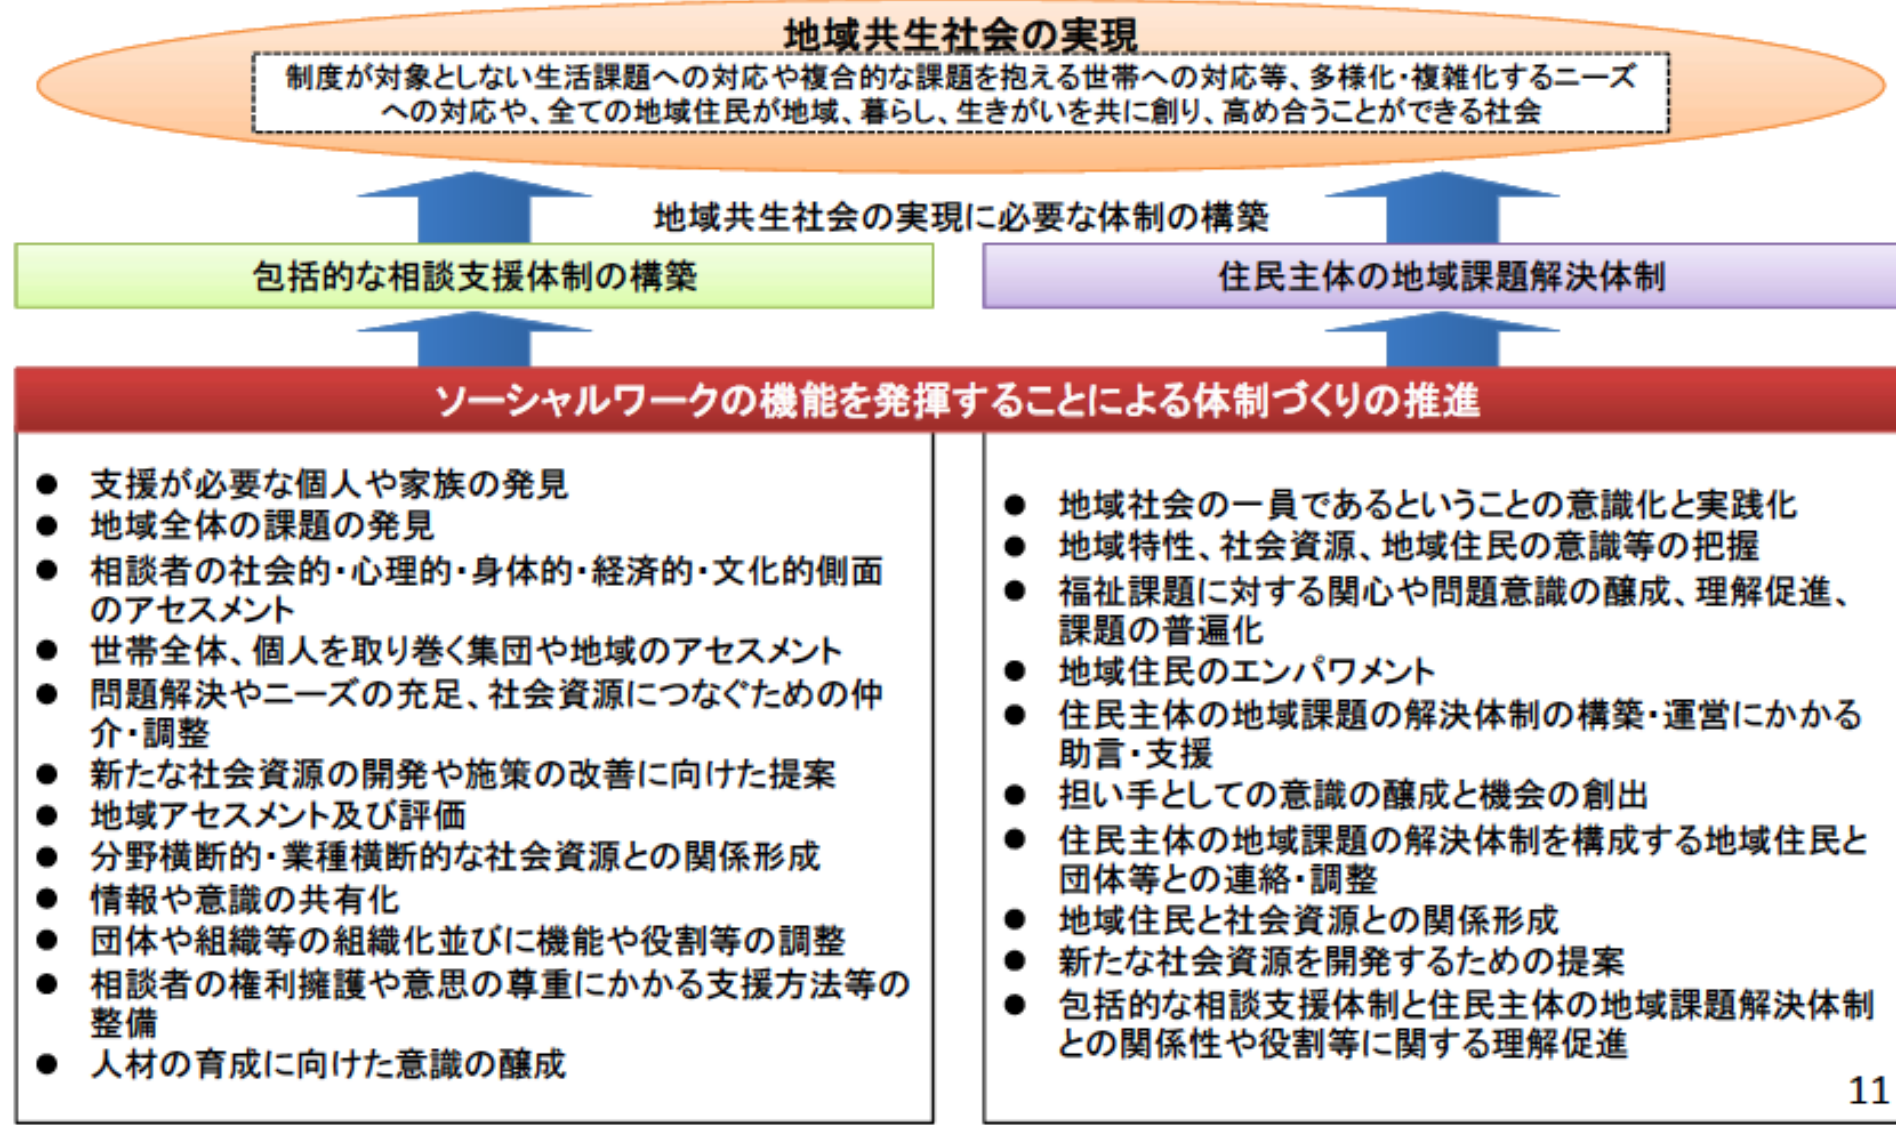 地域共生社会の実現
制度が対象としない生活課題への対応や複合的な課題を抱える世帯への対応等、多様化・複雑化するニーズ
への対応や、全ての地域住民が地域、暮らし、生きがいを共に創り、高め合うことができる社会
地域共生社会の実現に必要な体制の構築
包括的な相談支援体制の構築
住民主体の地域課題解決体制
ソーシャルワークの機能を発揮することによる体制づくりの推進
● 支援が必要な個人や家族の発見
● 地域全体の課題の発見
● 相談者の社会的・心理的・身体的・経済的・文化的側面
のアセスメント
● 世帯全体、個人を取り巻く集団や地域のアセスメント
● 問題解決やニーズの充足、社会資源につなぐための仲
介・調整
● 新たな社会資源の開発や施策の改善に向けた提案
● 地域アセスメント及び評価
● 分野横断的・業種横断的な社会資源との関係形成
● 情報や意識の共有化
● 団体や組織等の組織化並びに機能や役割等の調整
● 相談者の権利擁護や意思の尊重にかかる支援方法等の
整備
● 人材の育成に向けた意識の醸成
● 地域社会の一員であるということの意識化と実践化
● 地域特性、社会資源、地域住民の意識等の把握
● 福祉課題に対する関心や問題意識の醸成、理解促進、
課題の普遍化
● 地域住民のエンパワメント
● 住民主体の地域課題の解決体制の構築・運営にかかる
助言・支援
● 担い手としての意識の醸成と機会の創出
● 住民主体の地域課題の解決体制を構成する地域住民と
団体等との連絡・調整
● 地域住民と社会資源との関係形成
● 新たな社会資源を開発するための提案
● 包括的な相談支援体制と住民主体の地域課題解決体制
との関係性や役割等に関する理解促進
11